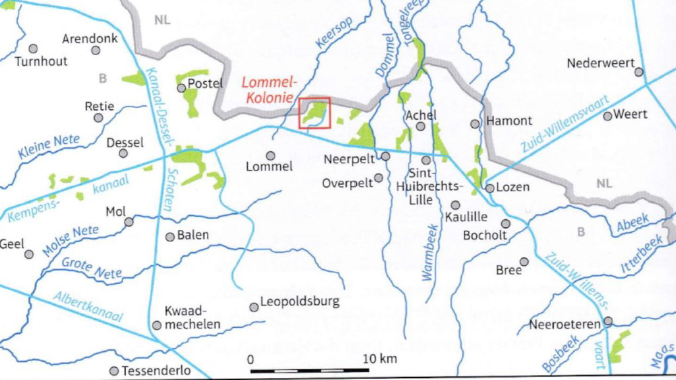 NL
Arendonk
Turnhout
B
Postel
Retie
Kanaal-Dessel
Schoten
Kleine Nete
Dessel
Kempens-
kanaal
Lommel-
Kolonie
Keersop
Dommel
Tongelreep
Nederweert
Weert
Zuid-Willemsvaart
Achel
Hamont
Lommel
Neerpelt
Overpelt
Sint-
Huibrechts-
Lille
Lozen
NL
Kaulille
Bocholt
B
Abeek
Itterbeek
Mol
Molse Nete
Balen
Geel
Grote Nete
Warmbeek
Bree
Zuid-Willems-
vaart
Albertkanaal
Kwaad-
mechelen
Leopoldsburg
Neeroeteren
Bosbeek
Maas
Tessenderlo
0 10 km